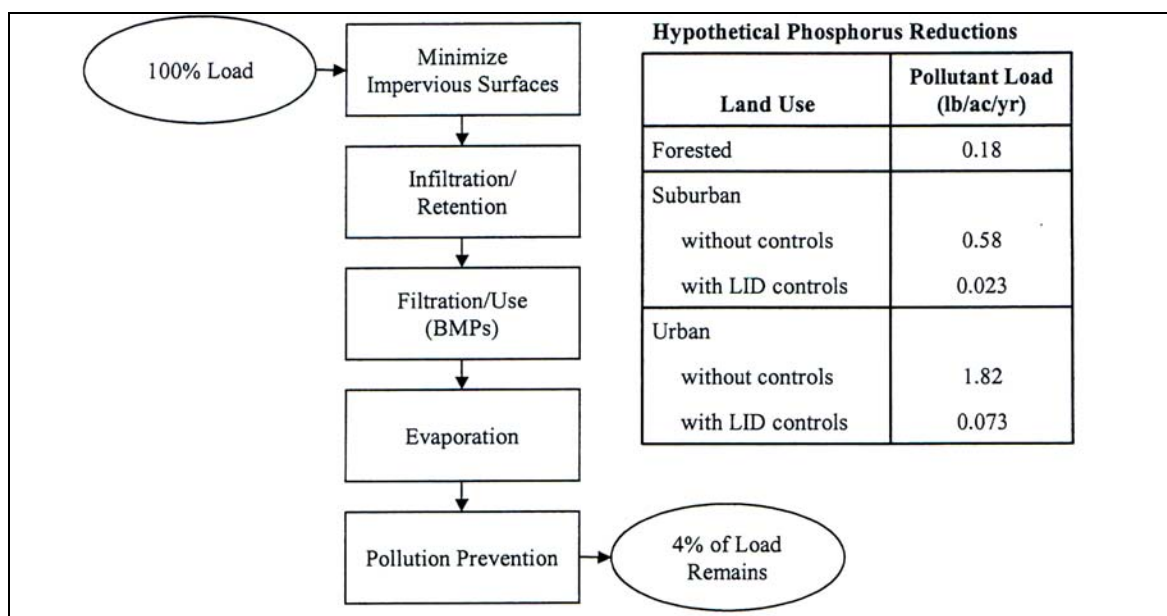 100% Load
Minimize
Impervious Surfaces
Infiltration/
Retention
Filtration/Use
(BMPs)
Evaporation
Pollution Prevention
4% of Load
Remains
Hypothetical Phosphorus Reductions
Land Use
Pollutant Load
(lb/ac/yr)
Forested 0.18
Suburban
without controls 0.58
with LID controls 0.023
Urban
without controls 1.82
with LID controls 0.073